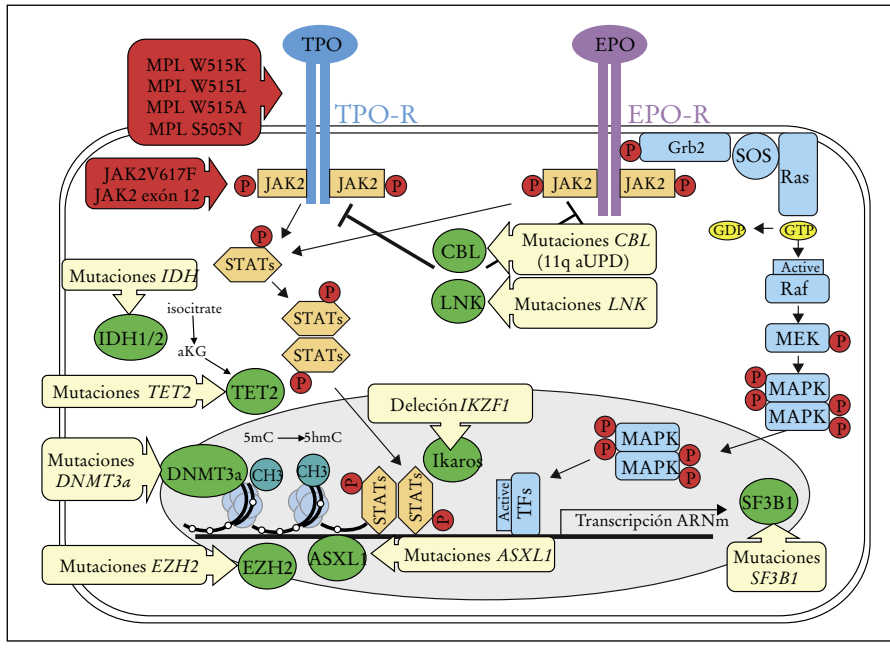 TPO
EPO
MPL W515K
MPL W515L
MPL W515A
MPL S505N
TPO-R
EPO-R
P
Grb2
SOS
Ras
JAK2V617F
JAK2 exón 12
P
JAK2
JAK2
P
P
JAK2
JAK2
P
GDP
GTP
P
STATs
CBL
Mutaciones CBL
(11q aUPD)
Active
Raf
Mutaciones IDH
LNK
Mutaciones LNK
isocitrate
P
STATs
STATs
P
IDH1/2
aKG
MEK
P
Mutaciones TET2
TET2
P
P
MAPK
MAPK
P
P
Deleción IKZF1
Ikaros
P
P
MAPK
MAPK
P
P
5mC
5hmC
Mutaciones
DNMT3a
DNMT3a
CH3
CH3
P
STATs
STATs
P
Active
TFs
Transcripción ARNm
SF3B1
Mutaciones EZH2
EZH2
ASXL1
Mutaciones ASXL1
Mutaciones
SF3B1